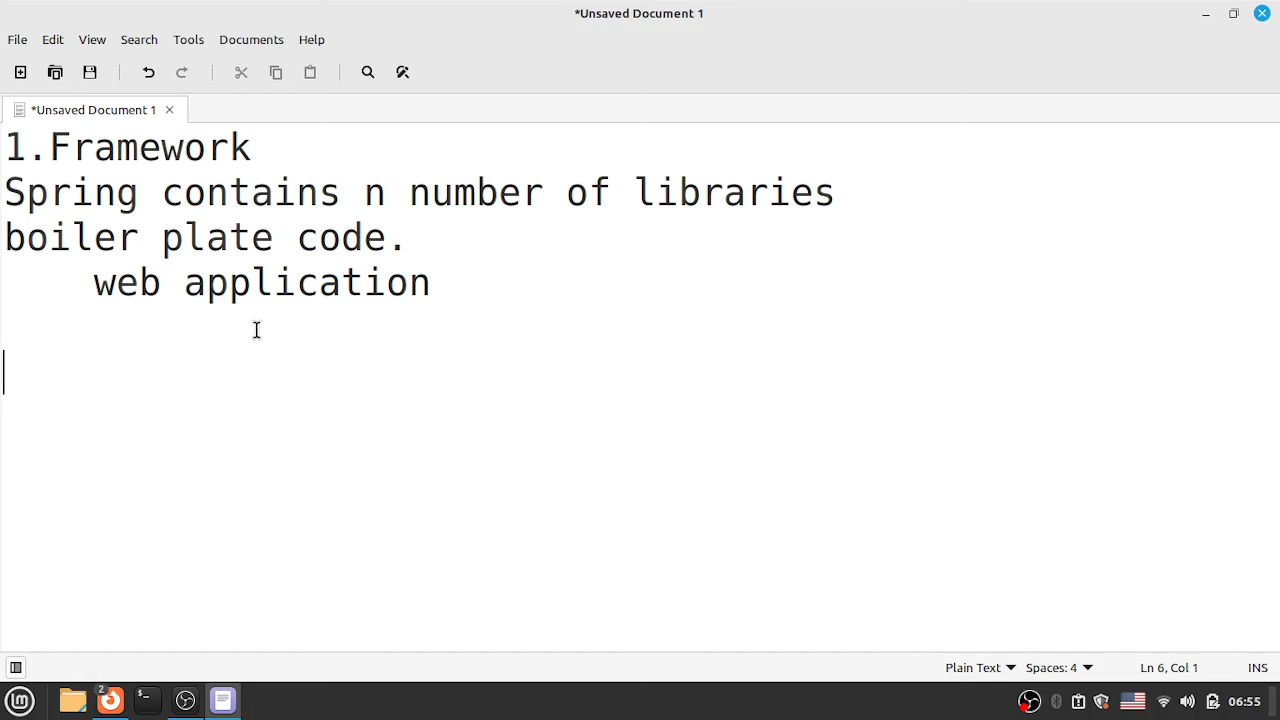 *Unsaved Document 1
File Edit View Search Tools Documents Help
*Unsaved Document 1
1.Framework
Spring contains n number of libraries
boiler plate code.
web application
Plain Text Spaces: 4 Ln 6, Col 1 INS
2 06:55